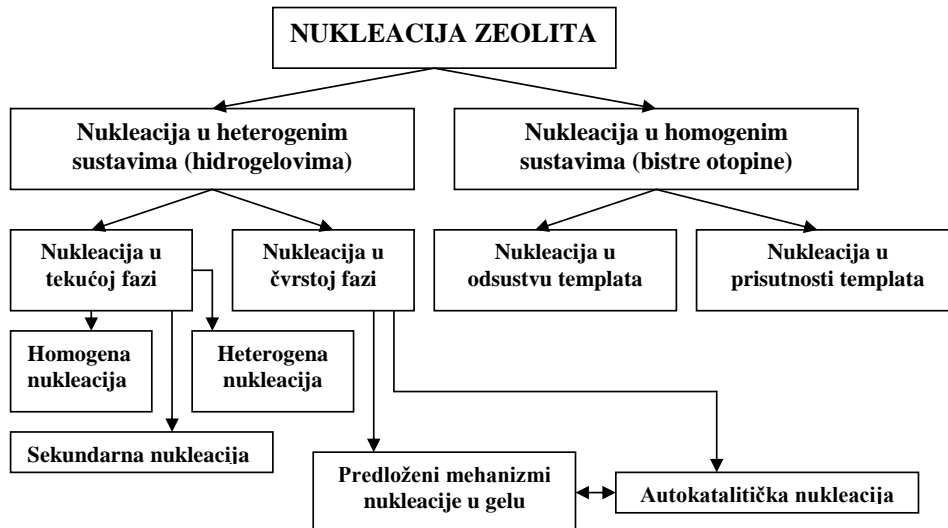 NUKLEACIJA ZEOLITA
Nukleacija u heterogenim
sustavima (hidrogelovima)
Nukleacija u homogenim
sustavima (bistre otopine)
Nukleacija u
tekućoj fazi
Nukleacija u
čvrstoj fazi
Nukleacija u
odsustvu templata
Nukleacija u
prisutnosti templata
Homogena
nukleacija
Heterogena
nukleacija
Sekundarna nukleacija
Predloženi mehanizmi
nukleacije u gelu
Autokatalitička nukleacija